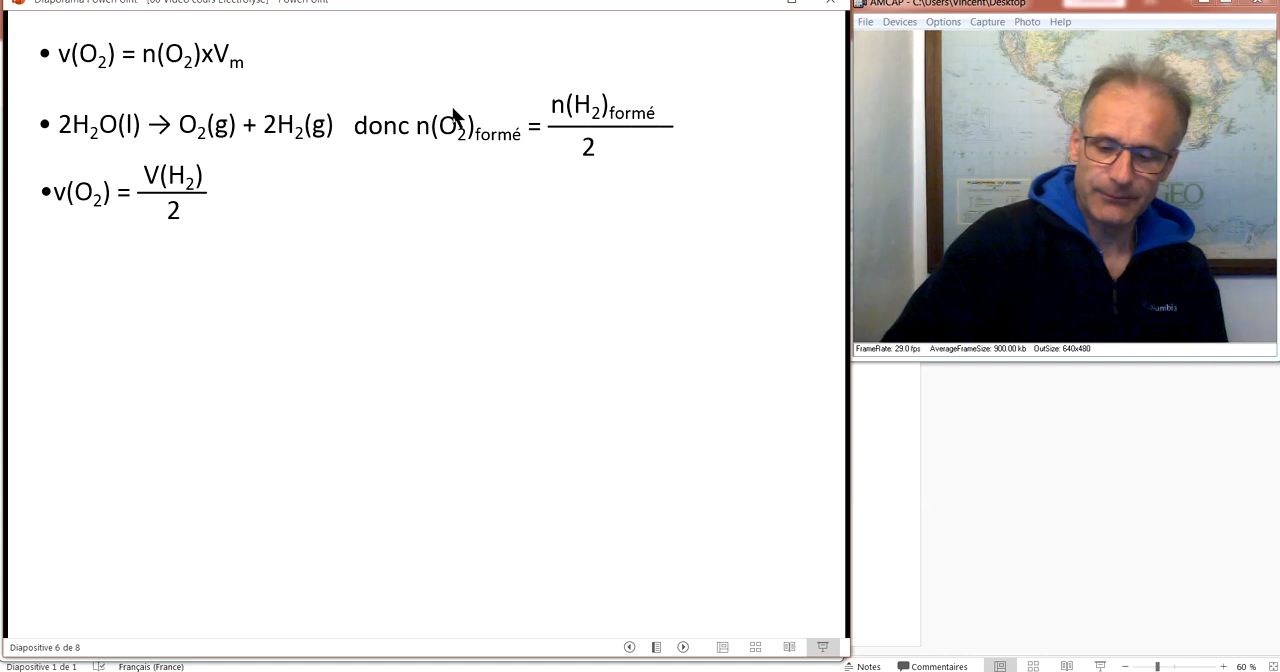 Diaporama PowerPoint - [00 Vidéo cours Electrolyse] - PowerPoint
AMCAP - C:\Users\Vincent\Desktop
File Devices Options Capture Photo Help
• v(O₂) = n(O₂)xVₘ
• 2H₂O(l) → O₂(g) + 2H₂(g) donc n(O₂)formé = n(H₂)formé / 2
•v(O₂) = V(H₂) / 2
GEO
FrameRate: 29.0 fps AverageFrameSize: 900.00 kb OutSize: 640x480
Diapositive 6 de 8
Diapositive 1 de 1 Français (France) Notes Commentaires 60 %